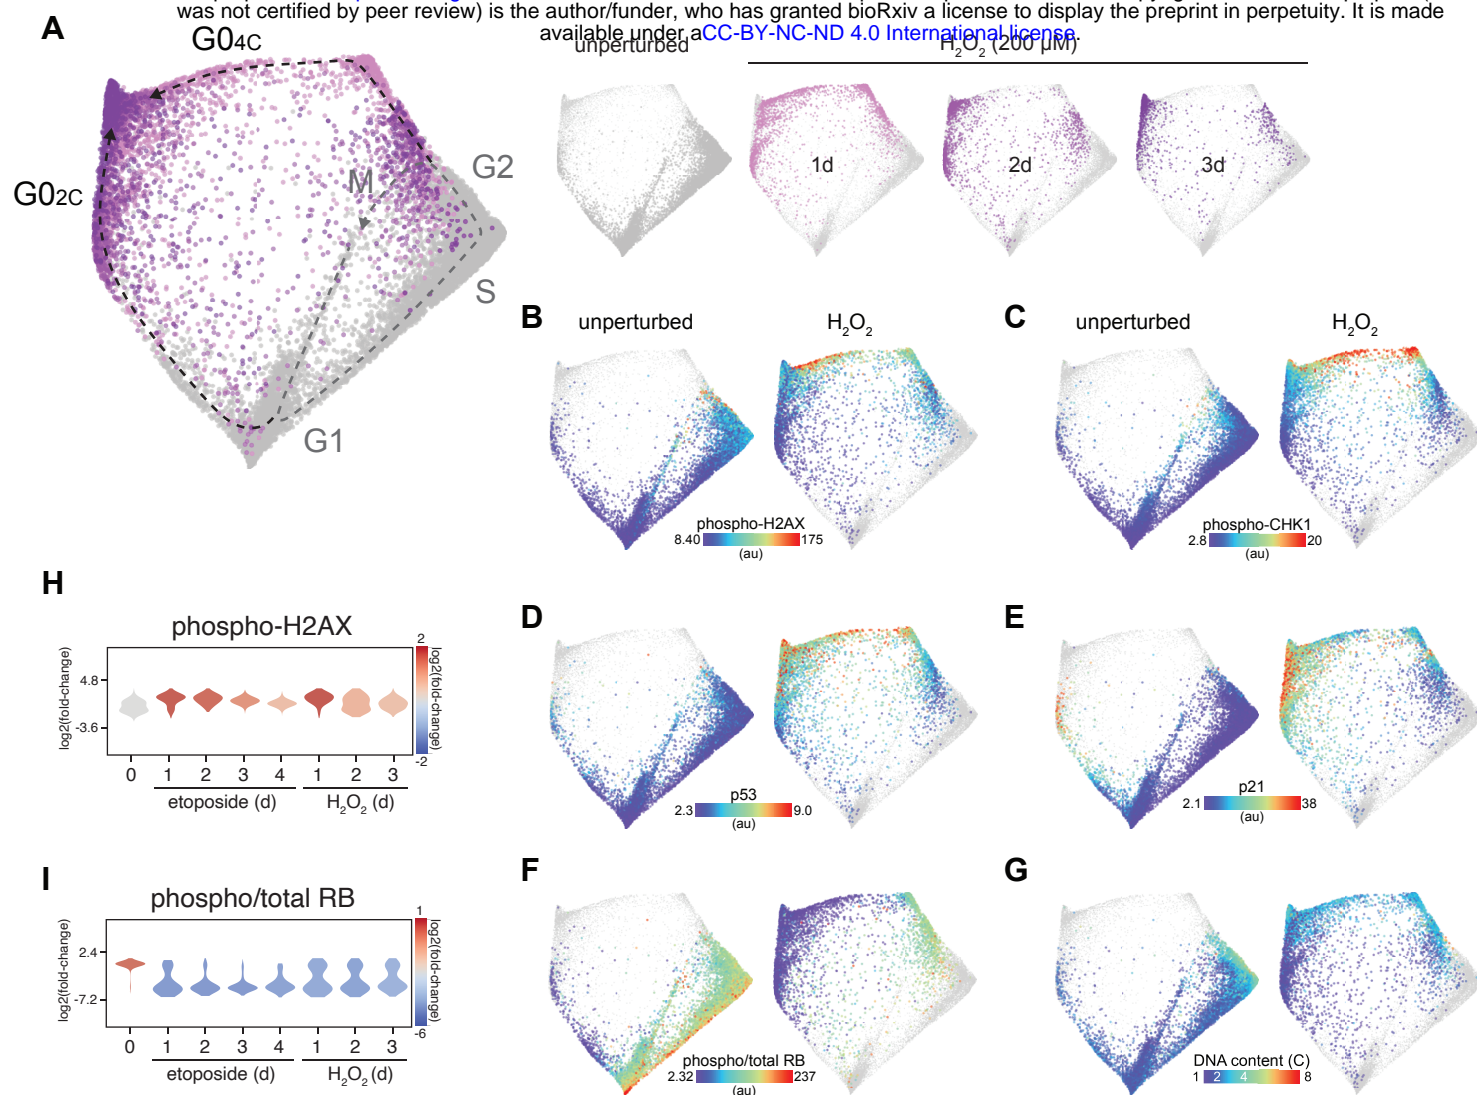 was not certified by peer review) is the author/funder, who has granted bioRxiv a license to display the preprint in perpetuity. It is made
available under aCC-BY-NC-ND 4.0 International license.
A
G04C
G02C
M
G2
S
G1
unperturbed
H2O2 (200 µM)
1d
2d
3d
B
unperturbed
H2O2
phospho-H2AX
8.40
175
(au)
C
unperturbed
H2O2
phospho-CHK1
2.8
20
(au)
H
phospho-H2AX
log2(fold-change)
4.8
-3.6
2
log2(fold-change)
-2
0 1 2 3 4 1 2 3
etoposide (d)
H2O2 (d)
D
p53
2.3
9.0
(au)
E
p21
2.1
38
(au)
I
phospho/total RB
log2(fold-change)
2.4
-7.2
1
log2(fold-change)
-6
0 1 2 3 4 1 2 3
etoposide (d)
H2O2 (d)
F
phospho/total RB
2.32
237
(au)
G
DNA content (C)
1 2 4 8